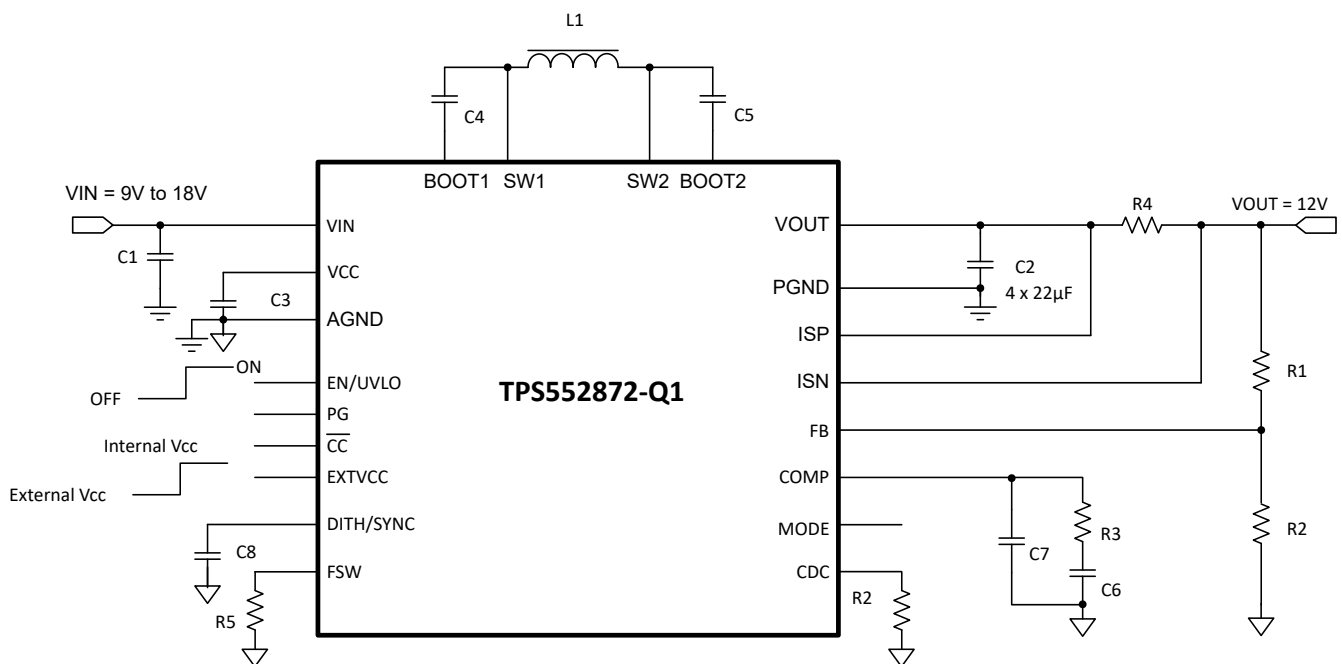 L1
C4
C5
BOOT1 SW1 SW2 BOOT2
VIN = 9V to 18V
C1
VIN
VCC
C3
AGND
ON
OFF
EN/UVLO
PG
Internal Vcc
CC
External Vcc
EXTVCC
DITH/SYNC
C8
FSW
R5
TPS552872-Q1
VOUT
R4
VOUT = 12V
C2
4 x 22µF
PGND
ISP
ISN
R1
FB
COMP
MODE
R3
R2
C7
C6
CDC
R2